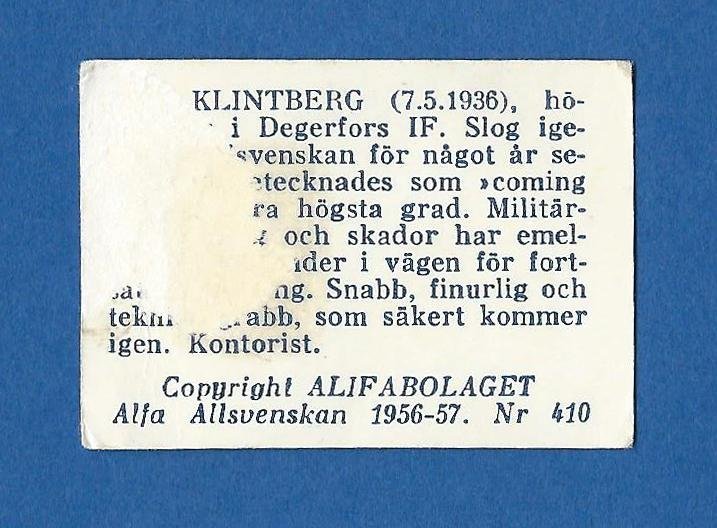 KLINTBERG (7.5.1936), hö-
i Degerfors IF. Slog ige-
svenskan för något år se-
tecknades som »coming
ra högsta grad. Militär-
och skador har emel-
der i vägen för fort-
ng. Snabb, finurlig och
rabb, som säkert kommer
igen. Kontorist.
Copyright ALIFABOLAGET
Alfa Allsvenskan 1956-57. Nr 410